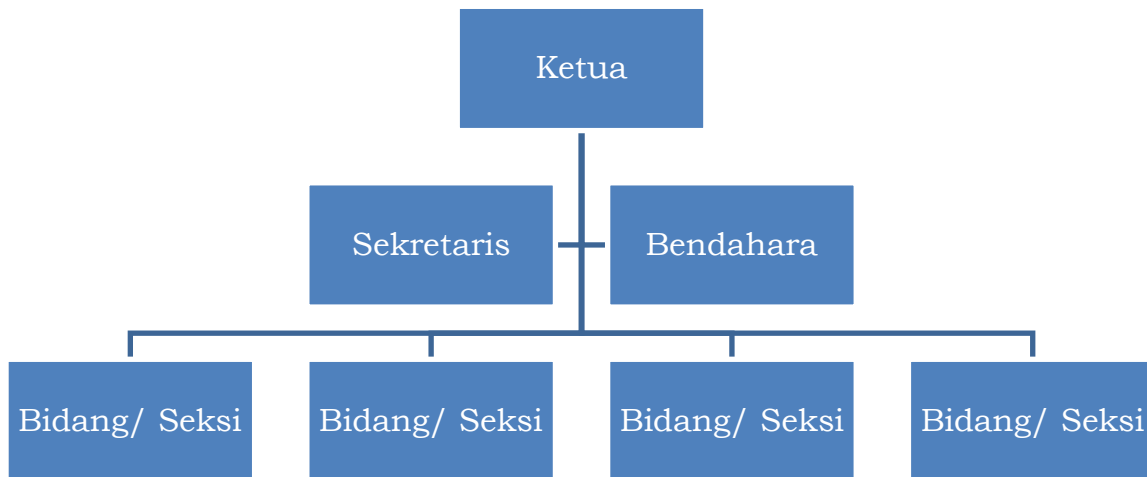 Ketua
Sekretaris
Bendahara
Bidang/ Seksi
Bidang/ Seksi
Bidang/ Seksi
Bidang/ Seksi